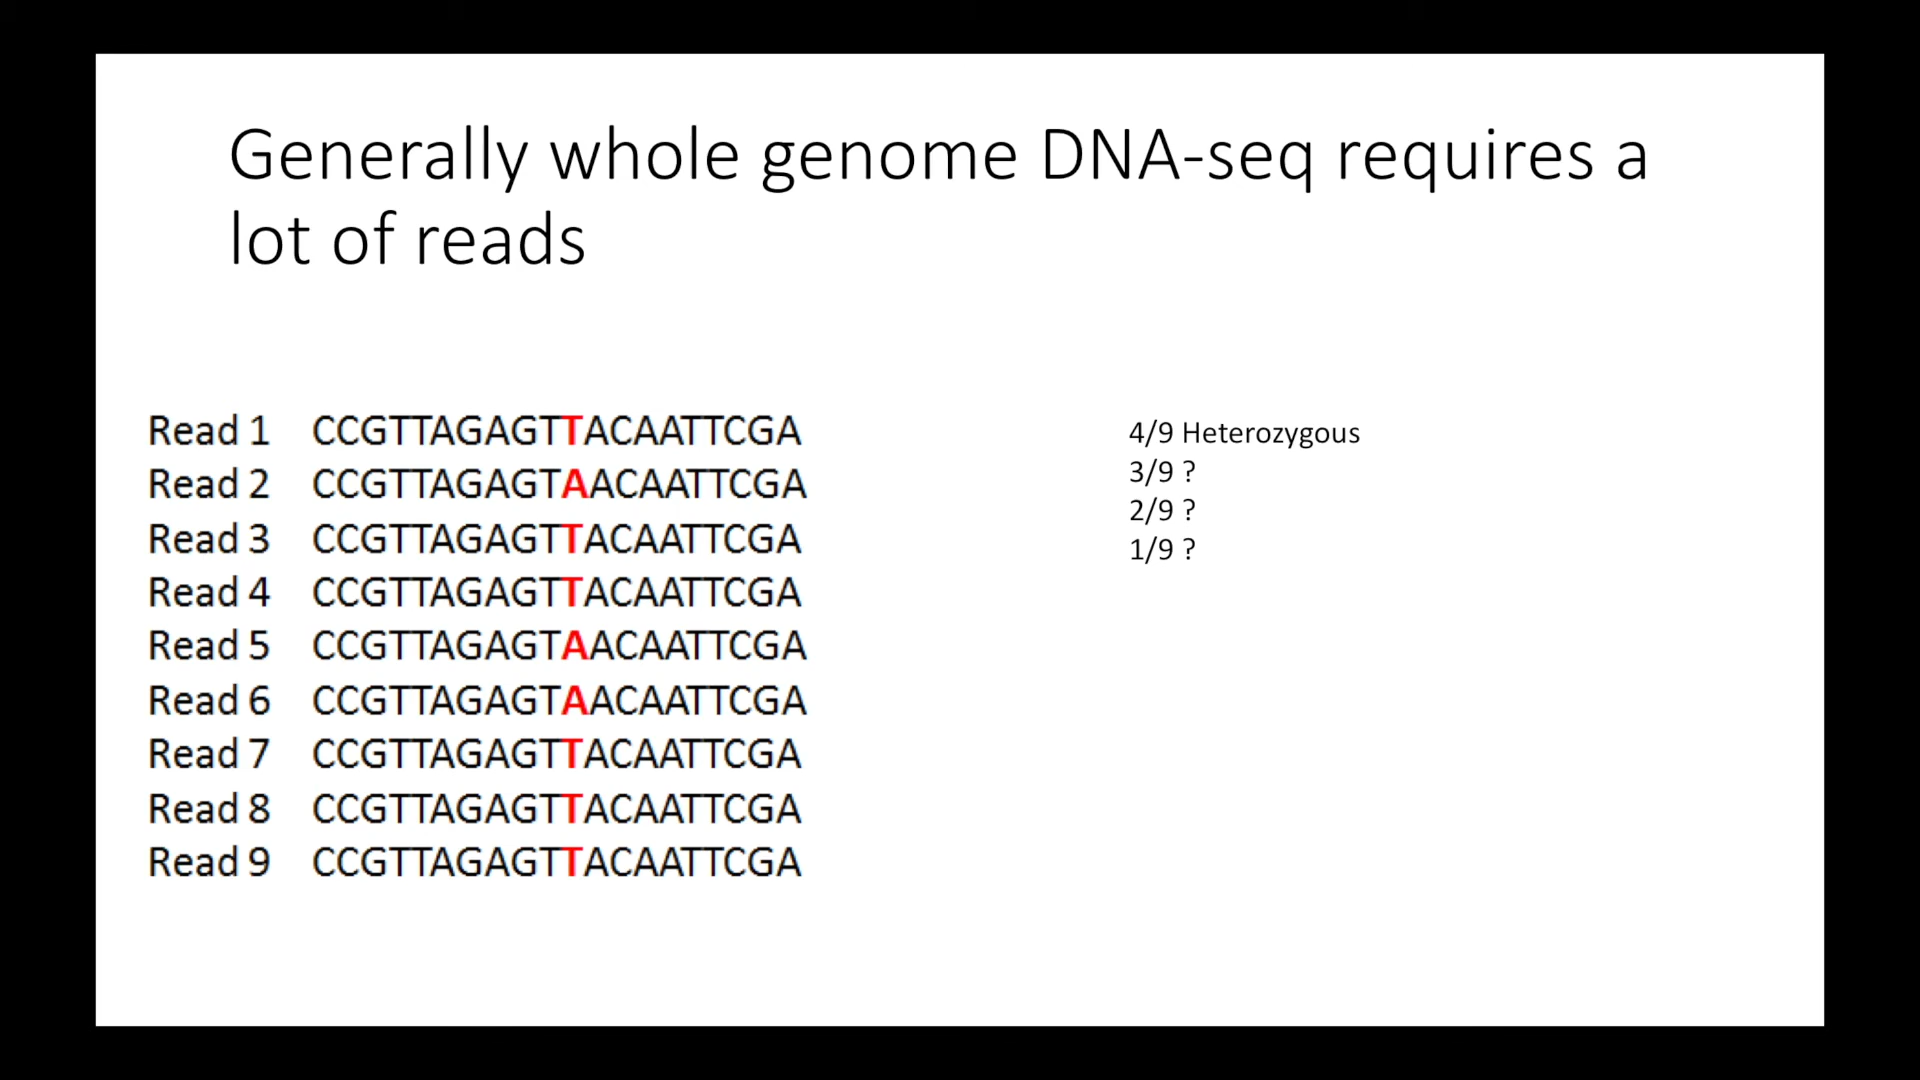 Generally whole genome DNA-seq requires a
lot of reads
Read 1 CCGTTAGAGTTACAATTCGA
Read 2 CCGTTAGAGTAACAATTCGA
Read 3 CCGTTAGAGTTACAATTCGA
Read 4 CCGTTAGAGTTACAATTCGA
Read 5 CCGTTAGAGTAACAATTCGA
Read 6 CCGTTAGAGTAACAATTCGA
Read 7 CCGTTAGAGTTACAATTCGA
Read 8 CCGTTAGAGTTACAATTCGA
Read 9 CCGTTAGAGTTACAATTCGA
4/9 Heterozygous
3/9 ?
2/9 ?
1/9 ?